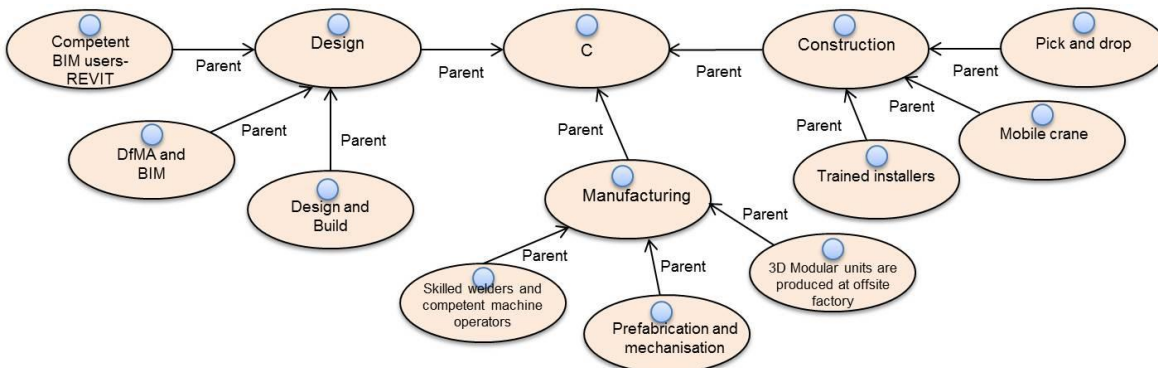 Competent
BIM users-
REVIT
Parent
Design
Parent
C
Parent
Construction
Parent
Pick and drop
Parent
DfMA and
BIM
Parent
Design and
Build
Parent
Manufacturing
Parent
Trained installers
Parent
Mobile crane
Parent
Skilled welders and
competent machine
operators
Parent
Prefabrication and
mechanisation
Parent
3D Modular units are
produced at offsite
factory